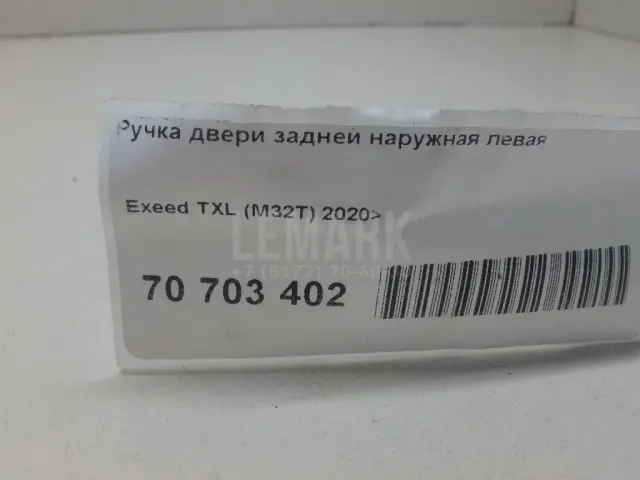 Ручка двери задней наружная левая
Exeed TXL (M32T) 2020>
LEMARK
70 703 402